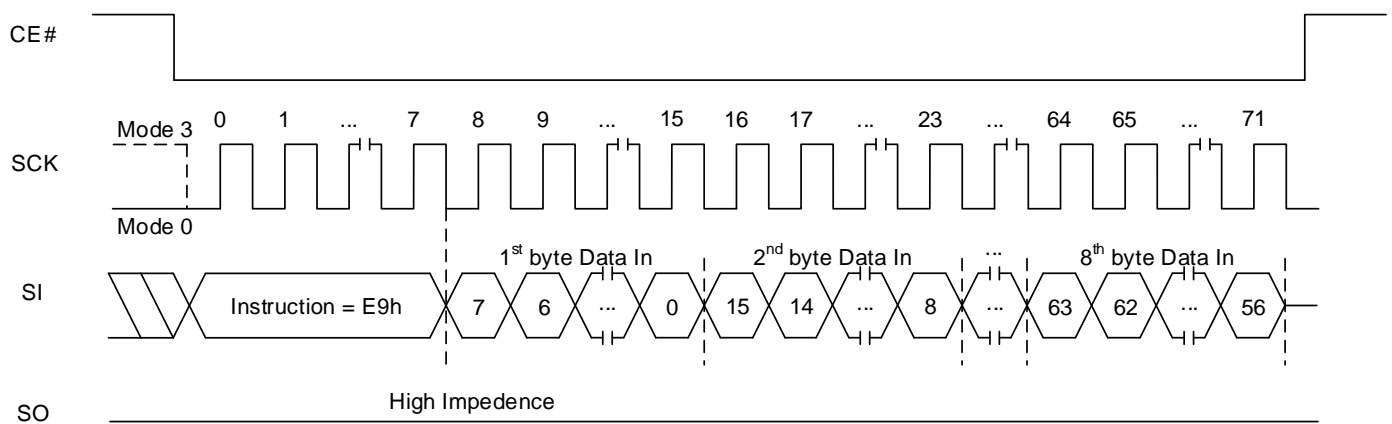 CE#
0 1 ... 7 8 9 ... 15 16 17 ... 23 ... 64 65 ... 71
Mode 3
SCK
Mode 0
1st byte Data In 2nd byte Data In ... 8th byte Data In
SI Instruction = E9h 7 6 ... 0 15 14 ... 8 ... 63 62 ... 56
High Impedence
SO